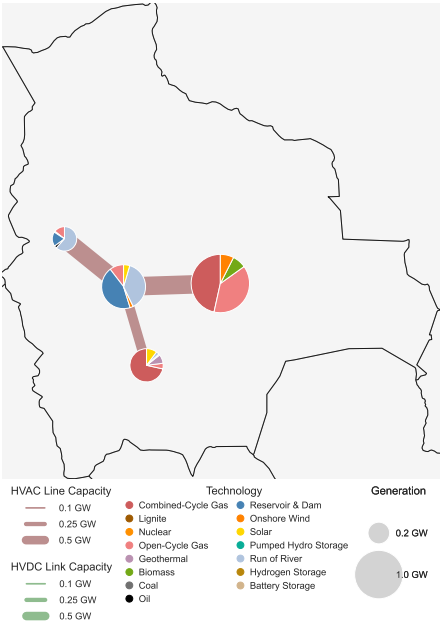 HVAC Line Capacity
0.1 GW
0.25 GW
0.5 GW
HVDC Link Capacity
0.1 GW
0.25 GW
0.5 GW
Technology
Combined-Cycle Gas
Lignite
Nuclear
Open-Cycle Gas
Geothermal
Biomass
Coal
Oil
Reservoir & Dam
Onshore Wind
Solar
Pumped Hydro Storage
Run of River
Hydrogen Storage
Battery Storage
Generation
0.2 GW
1.0 GW